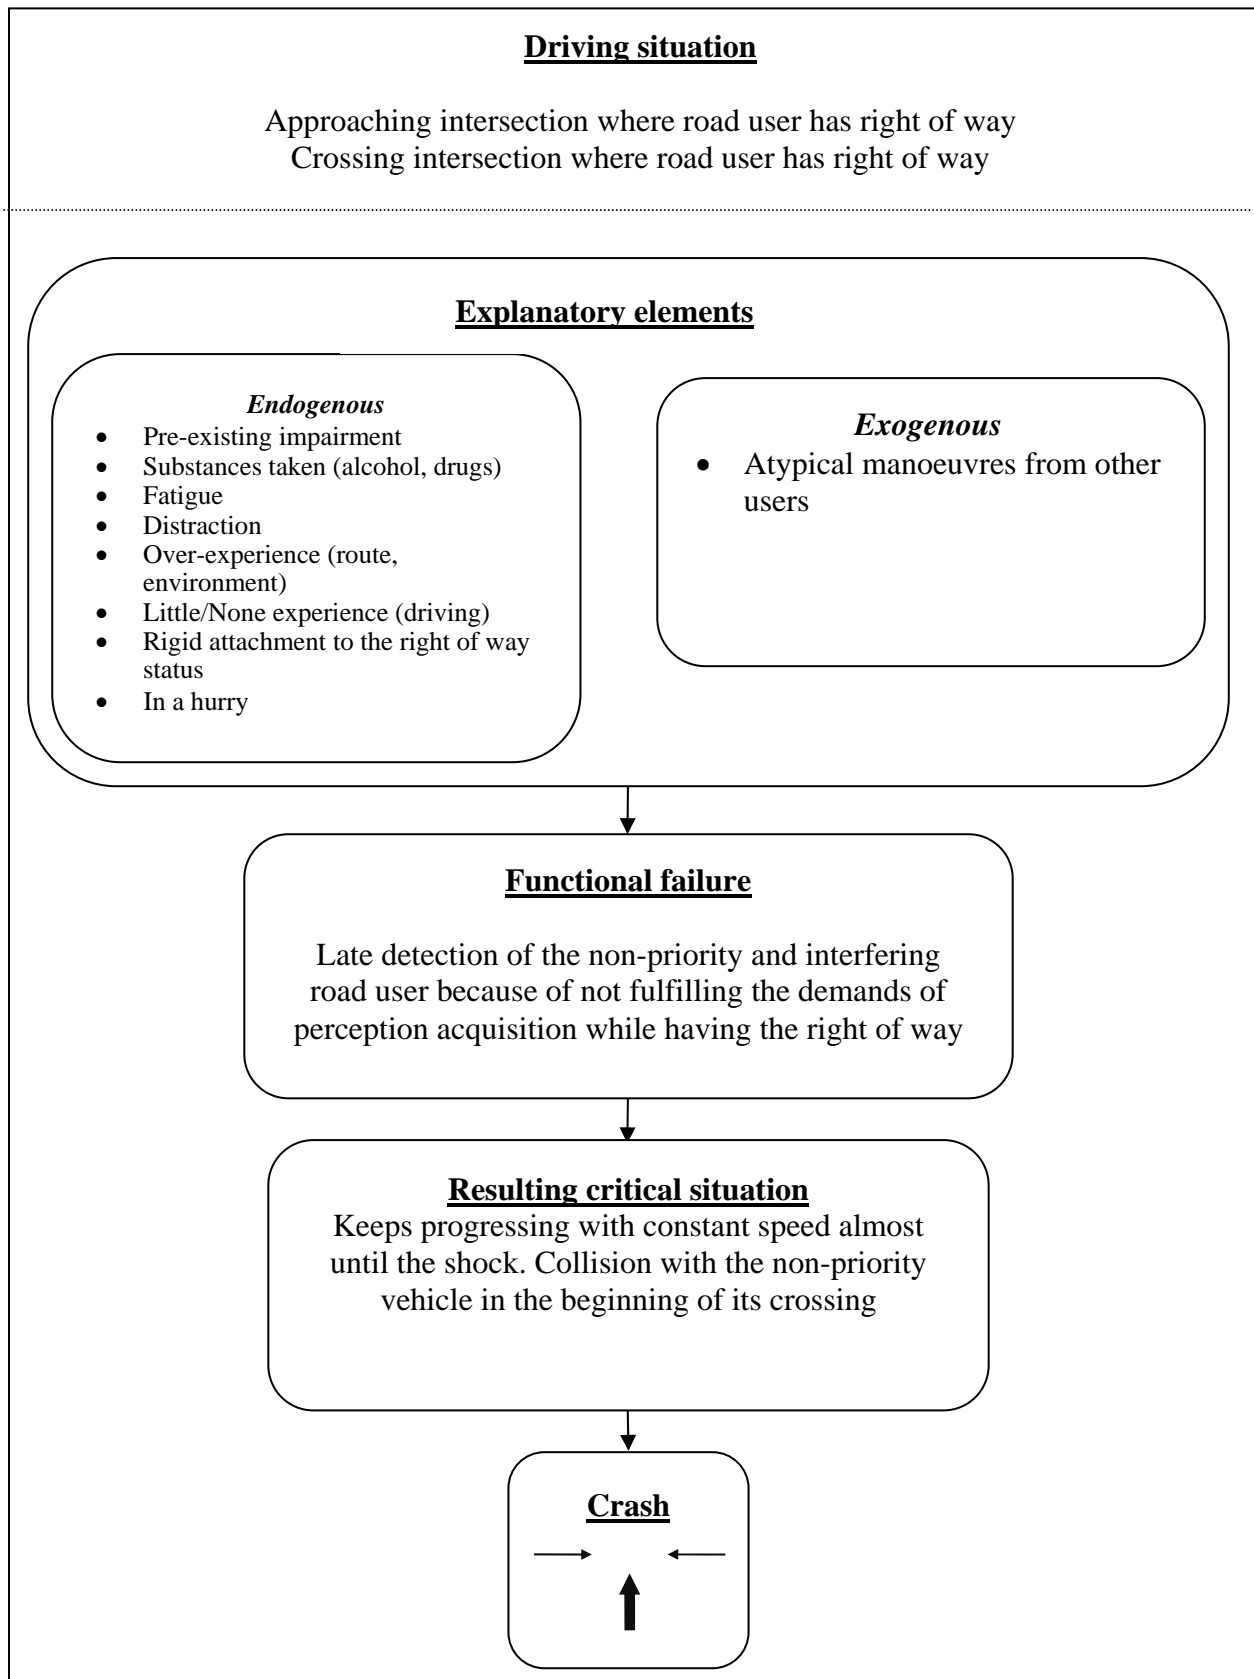 Driving situation
Approaching intersection where road user has right of way
Crossing intersection where road user has right of way
Explanatory elements
Endogenous
• Pre-existing impairment
• Substances taken (alcohol, drugs)
• Fatigue
• Distraction
• Over-experience (route,
environment)
• Little/None experience (driving)
• Rigid attachment to the right of way
status
• In a hurry
Exogenous
• Atypical manoeuvres from other
users
Functional failure
Late detection of the non-priority and interfering
road user because of not fulfilling the demands of
perception acquisition while having the right of way
Resulting critical situation
Keeps progressing with constant speed almost
until the shock. Collision with the non-priority
vehicle in the beginning of its crossing
Crash